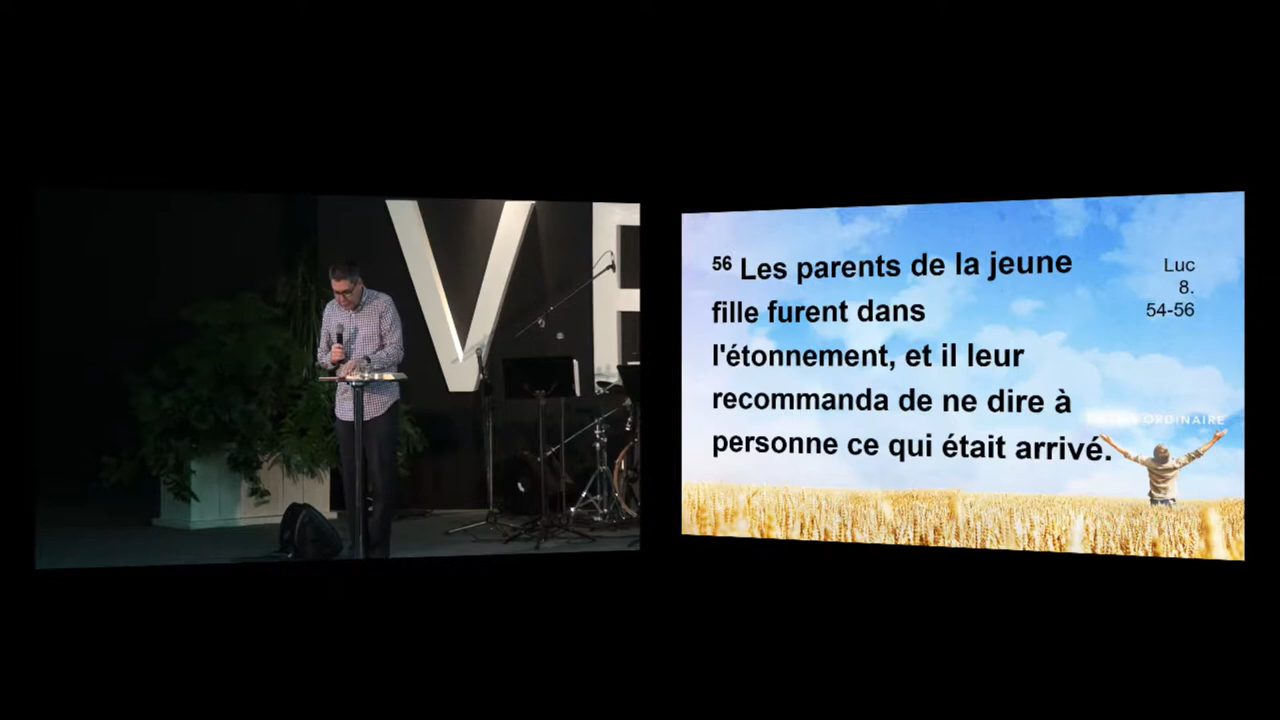 VE
56 Les parents de la jeune
fille furent dans
l'étonnement, et il leur
recommanda de ne dire à
personne ce qui était arrivé.
Luc
8.
54-56
ORDINAIRE